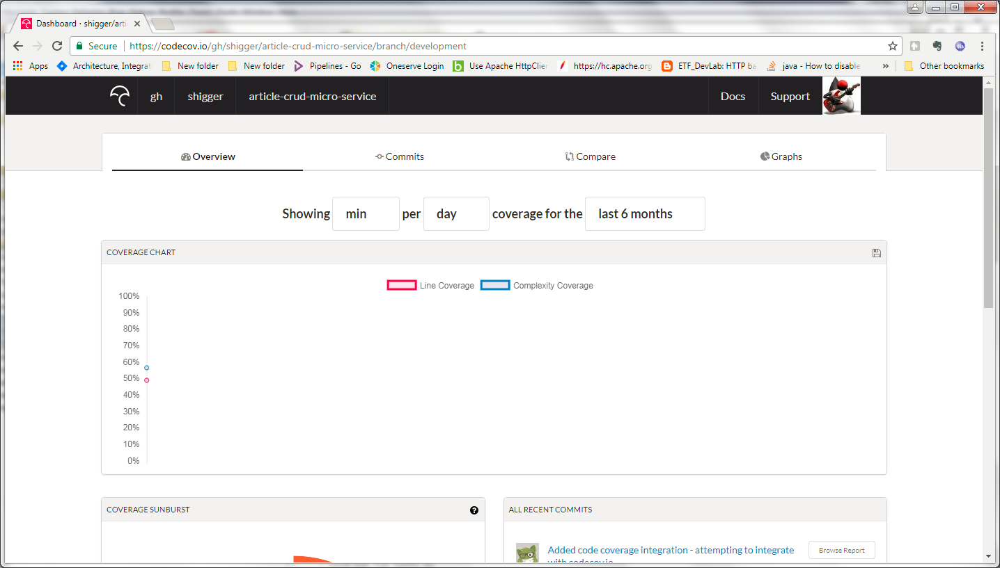 Dashboard · shigger/arti
Secure https://codecov.io/gh/shigger/article-crud-micro-service/branch/development
Apps Architecture, Integrat New folder New folder Pipelines - Go Oneserve Login Use Apache HttpClien https://hc.apache.org ETF_DevLab: HTTP ba java - How to disable » Other bookmarks
gh shigger article-crud-micro-service Docs Support
Overview Commits Compare Graphs
Showing min per day coverage for the last 6 months
COVERAGE CHART
Line Coverage Complexity Coverage
100%
90%
80%
70%
60%
50%
40%
30%
20%
10%
0%
COVERAGE SUNBURST ?
ALL RECENT COMMITS
Added code coverage integration - attempting to integrate
with codecov.io
Browse Report